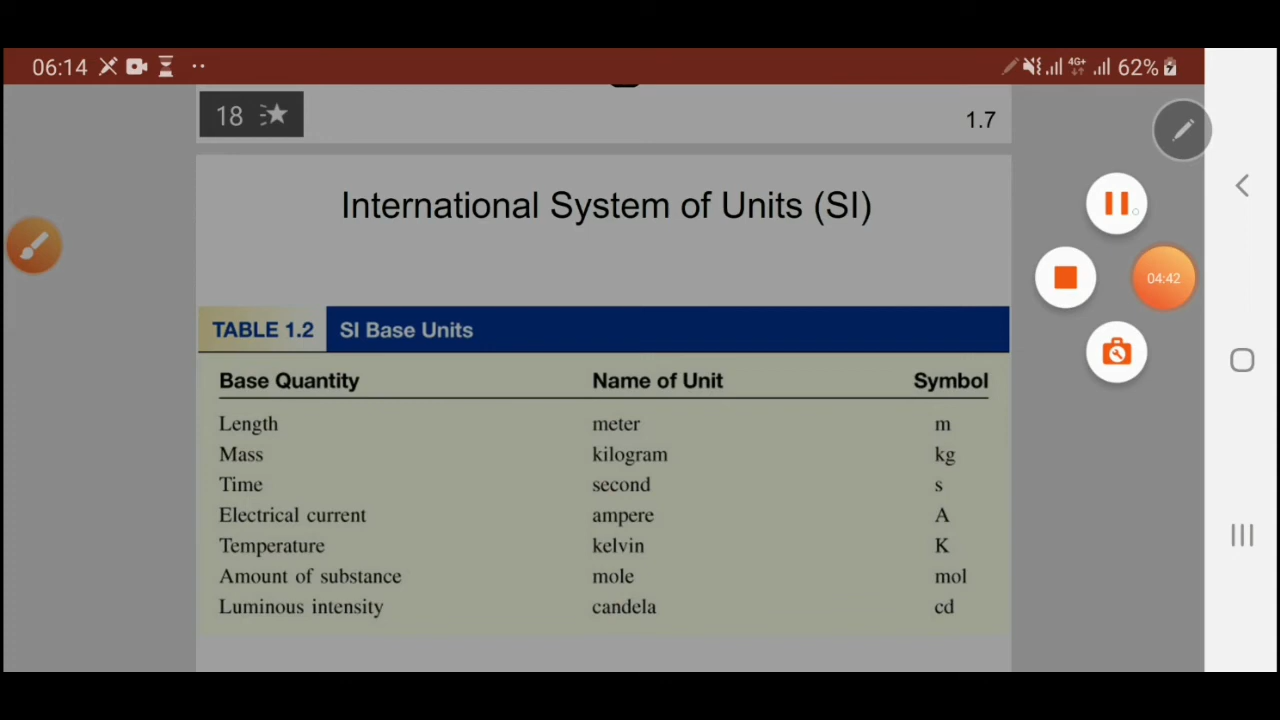 06:14 4G+ 62%
18 1.7
International System of Units (SI)
04:42
TABLE 1.2 SI Base Units
Base Quantity Name of Unit Symbol
Length meter m
Mass kilogram kg
Time second s
Electrical current ampere A
Temperature kelvin K
Amount of substance mole mol
Luminous intensity candela cd